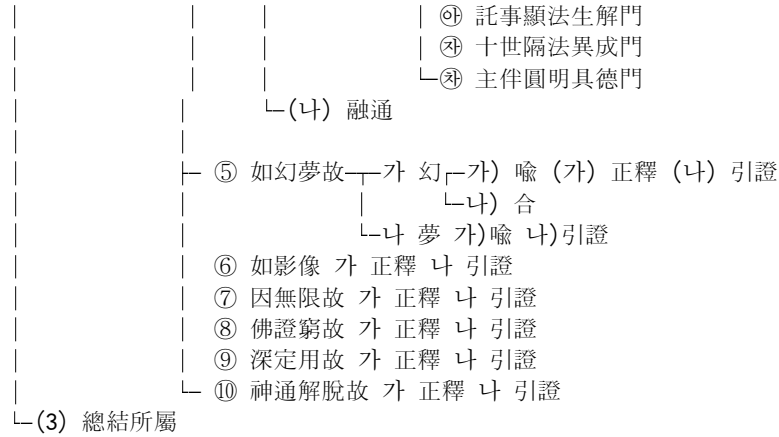 ㉵ 託事顯法生解門
㉶ 十世隔法異成門
㉷ 主伴圓明具德門
(나) 融通
⑤ 如幻夢故 가 幻 가) 喩 (가) 正釋 (나) 引證
나) 合
나 夢 가)喩 나)引證
⑥ 如影像 가 正釋 나 引證
⑦ 因無限故 가 正釋 나 引證
⑧ 佛證窮故 가 正釋 나 引證
⑨ 深定用故 가 正釋 나 引證
⑩ 神通解脫故 가 正釋 나 引證
(3) 總結所屬